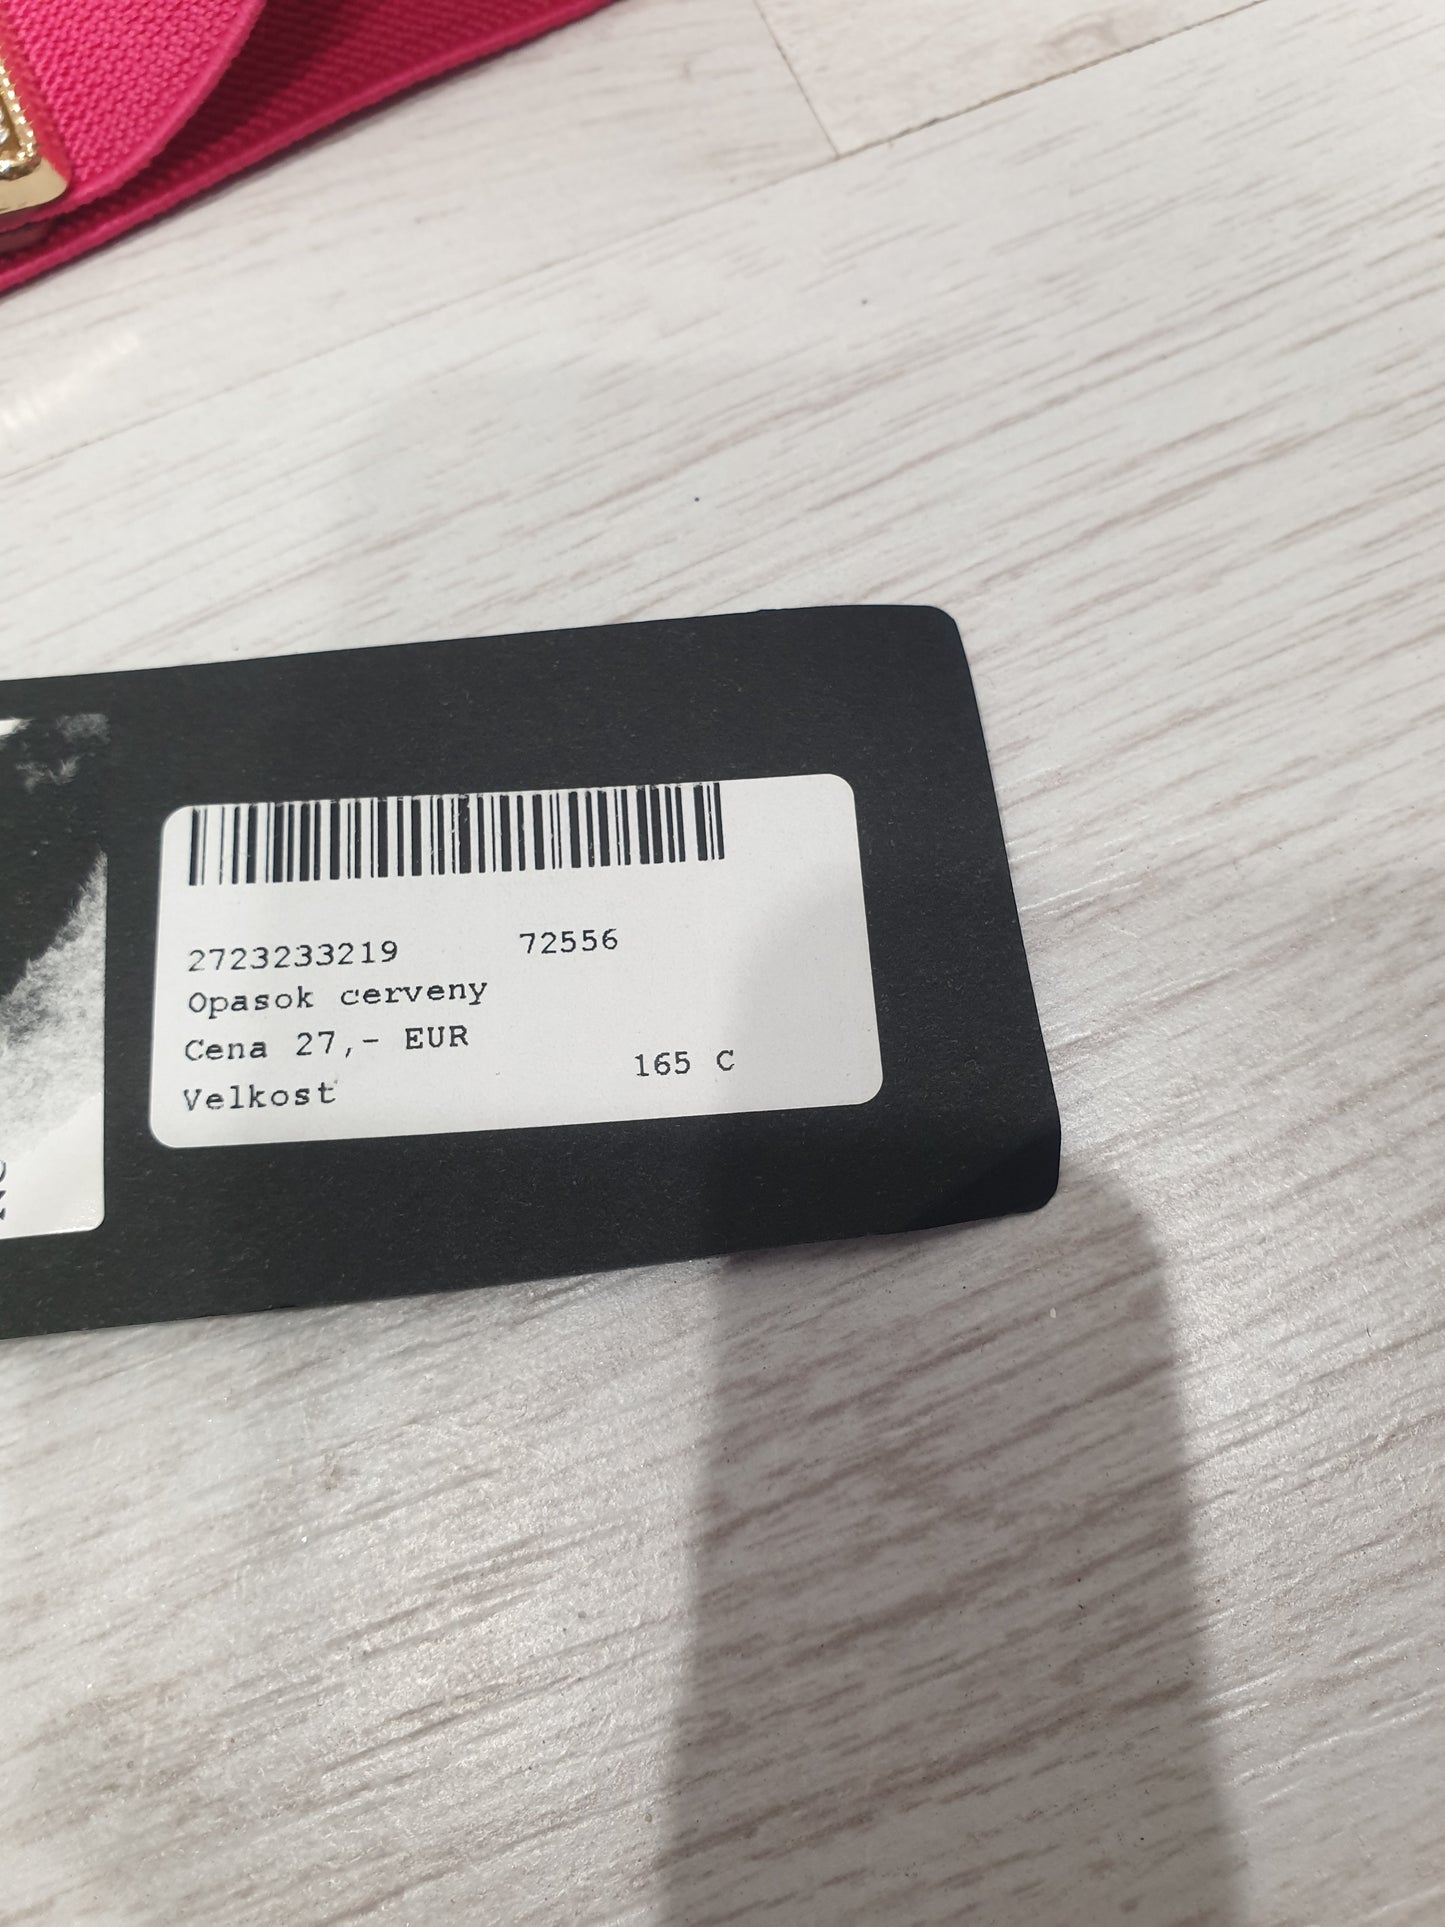 2723233219 72556
Opasok cerveny
Cena 27,- EUR
Velkost 165 C